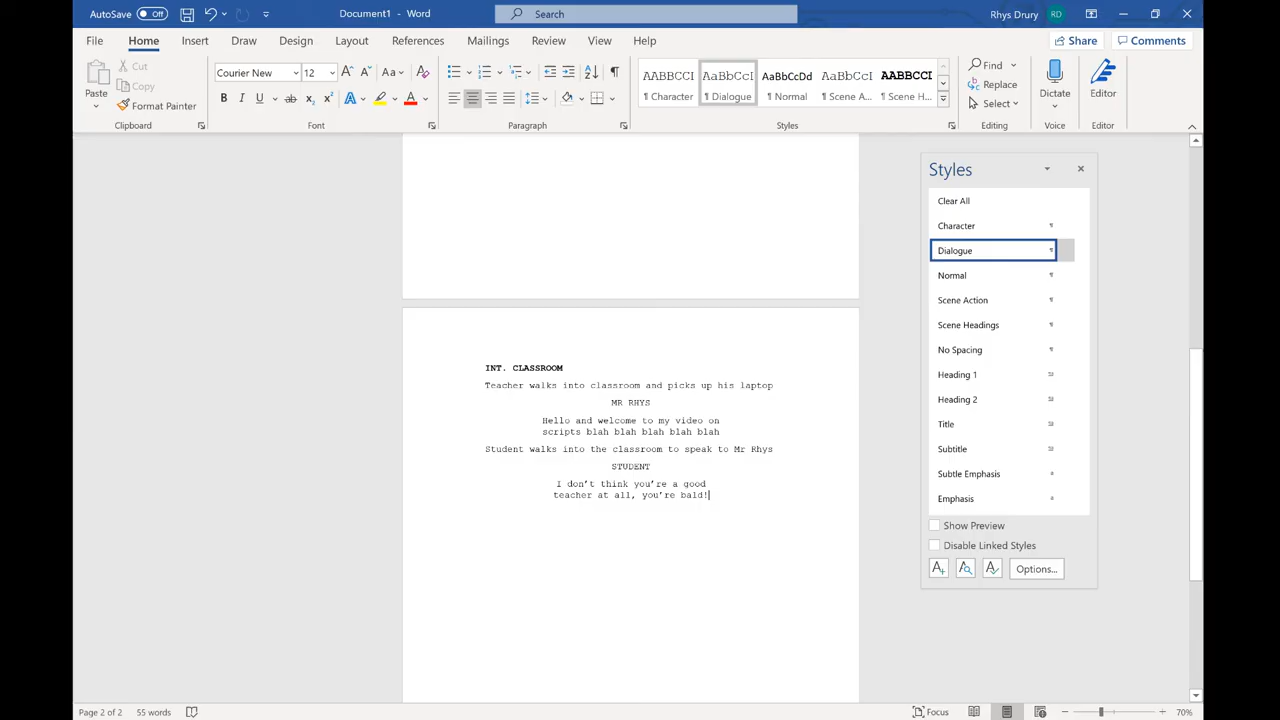 AutoSave Off Document1 - Word Search Rhys Drury RD
File Home Insert Draw Design Layout References Mailings Review View Help Share Comments
Paste Cut Copy Format Painter
Clipboard
Courier New 12
Font
Paragraph
AABBCCI AaBbCcI AaBbCcDd AaBbCcI AABBCCI
¶ Character ¶ Dialogue ¶ Normal ¶ Scene A... ¶ Scene H...
Styles
Find
Replace
Select
Editing
Dictate
Voice
Editor
Editor
INT. CLASSROOM
Teacher walks into classroom and picks up his laptop
MR RHYS
Hello and welcome to my video on
scripts blah blah blah blah blah
Student walks into the classroom to speak to Mr Rhys
STUDENT
I don't think you're a good
teacher at all, you're bald!
Styles
Clear All
Character ¶
Dialogue ¶
Normal ¶
Scene Action ¶
Scene Headings ¶
No Spacing ¶
Heading 1
Heading 2
Title
Subtitle
Subtle Emphasis a
Emphasis a
Show Preview
Disable Linked Styles
Options...
Page 2 of 2 55 words Focus 70%